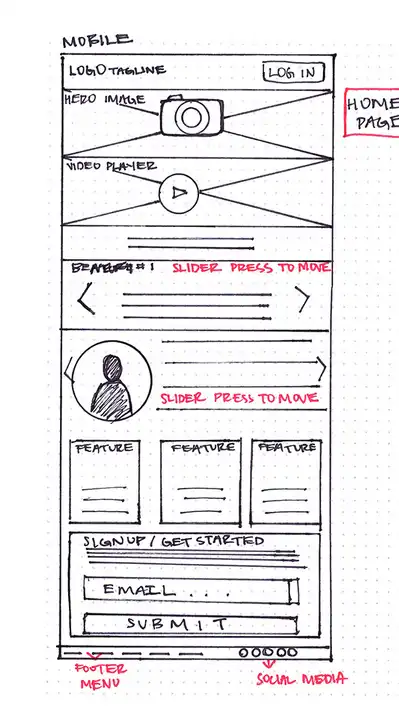 MOBILE
LOGO TAGLINE
LOG IN
HERO IMAGE
HOME
PAGE
VIDEO PLAYER
#1 SLIDER PRESS TO MOVE
SLIDER PRESS TO MOVE
FEATURE FEATURE FEATURE
SIGNUP / GET STARTED
EMAIL ...
SUBMIT
FOOTER
MENU
SOCIAL MEDIA